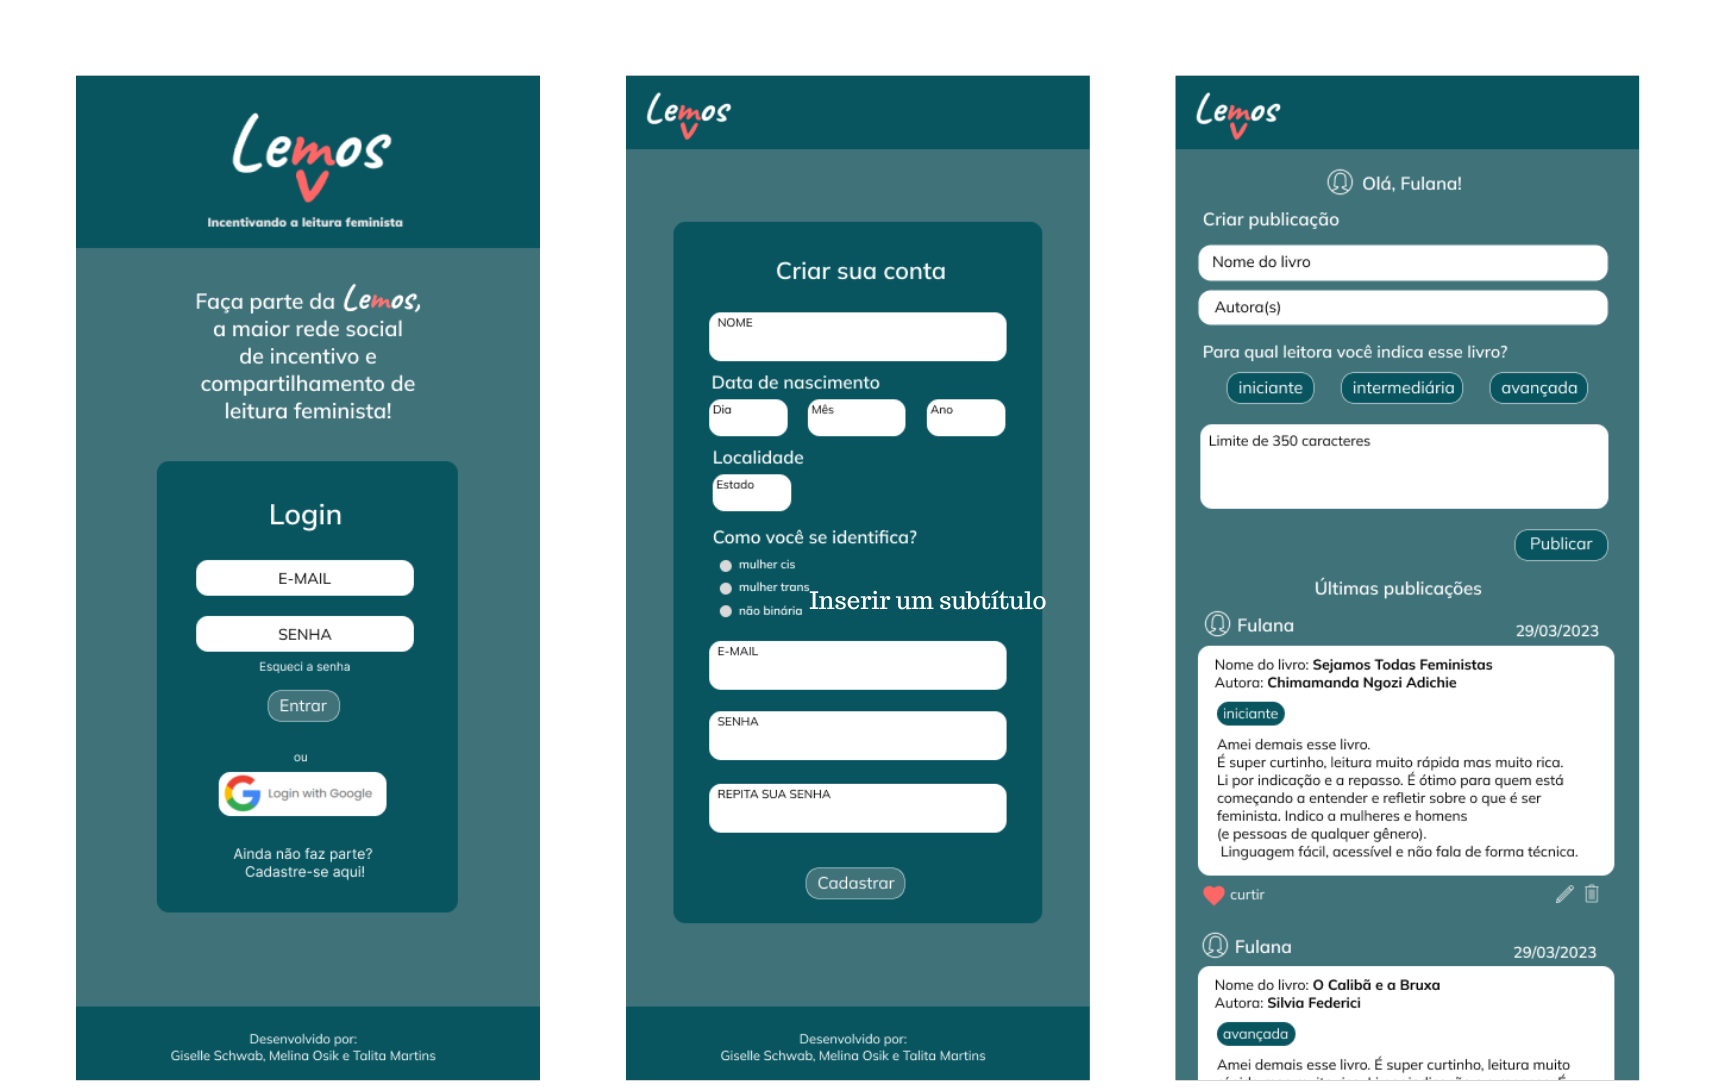 Lemos
Incentivando a leitura feminista
Faça parte da Lemos,
a maior rede social
de incentivo e
compartilhamento de
leitura feminista!
Login
E-MAIL
SENHA
Esqueci a senha
Entrar
ou
Login with Google
Ainda não faz parte?
Cadastre-se aqui!
Desenvolvido por:
Giselle Schwab, Melina Osik e Talita Martins
Lemos
Criar sua conta
NOME
Data de nascimento
Dia
Mês
Ano
Localidade
Estado
Como você se identifica?
mulher cis
mulher trans
não binária
Inserir um subtítulo
E-MAIL
SENHA
REPITA SUA SENHA
Cadastrar
Desenvolvido por:
Giselle Schwab, Melina Osik e Talita Martins
Lemos
Olá, Fulana!
Criar publicação
Nome do livro
Autora(s)
Para qual leitora você indica esse livro?
iniciante
intermediária
avançada
Limite de 350 caracteres
Publicar
Últimas publicações
Fulana
29/03/2023
Nome do livro: Sejamos Todas Feministas
Autora: Chimamanda Ngozi Adichie
iniciante
Amei demais esse livro.
É super curtinho, leitura muito rápida mas muito rica.
Li por indicação e a repasso. É ótimo para quem está
começando a entender e refletir sobre o que é ser
feminista. Indico a mulheres e homens
(e pessoas de qualquer gênero).
Linguagem fácil, acessível e não fala de forma técnica.
curtir
Fulana
29/03/2023
Nome do livro: O Calibã e a Bruxa
Autora: Silvia Federici
avançada
Amei demais esse livro. É super curtinho, leitura muito